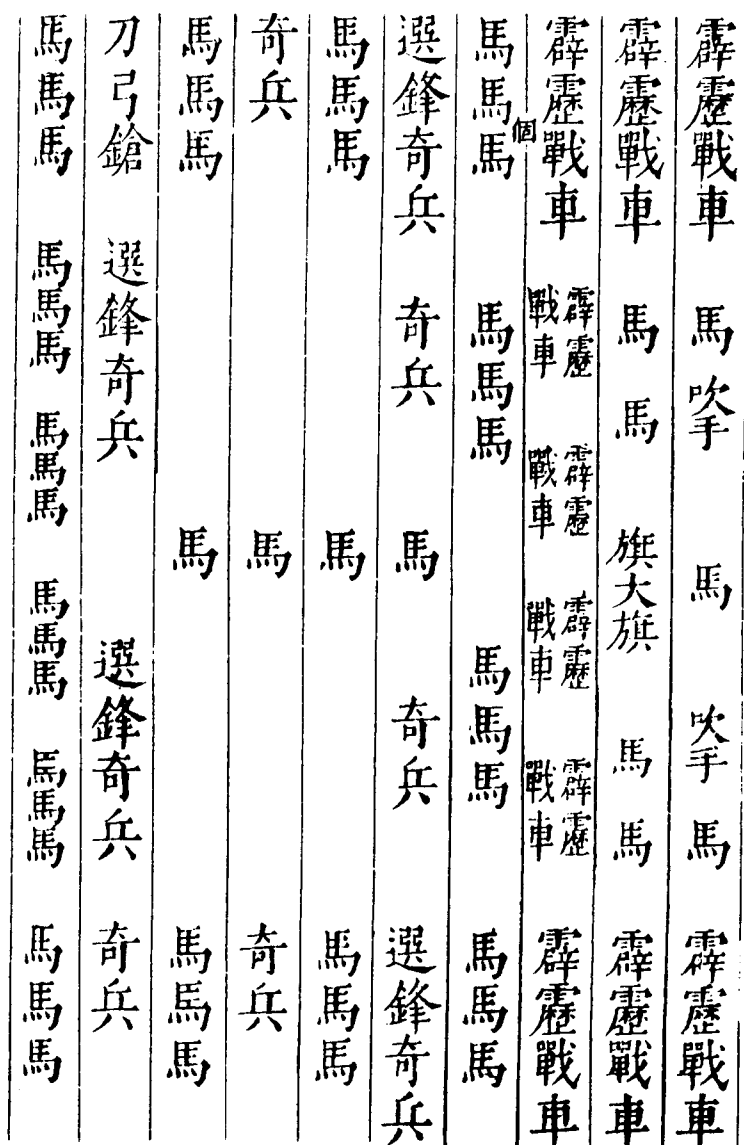 霹靂戰車 馬 吹手 馬 吹手 馬 霹靂戰車
霹靂戰車 馬 馬 旗大旗 馬 馬 霹靂戰車
霹靂戰車 霹靂戰車 霹靂戰車 霹靂戰車 霹靂戰車 霹靂戰車
個
馬馬馬 馬馬馬 馬馬馬 馬馬馬
選鋒奇兵 奇兵 馬 奇兵 選鋒奇兵
馬馬馬 馬 馬馬馬
奇兵 馬 奇兵
馬馬馬 馬 馬馬馬
刀弓鎗 選鋒奇兵 選鋒奇兵 奇兵
馬馬馬 馬馬馬 馬馬馬 馬馬馬 馬馬馬 馬馬馬